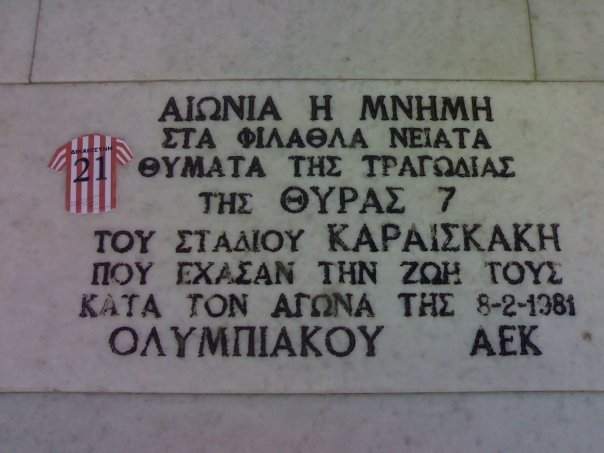 ΑΙΩΝΙΑ Η ΜΝΗΜΗ
ΣΤΑ ΦΙΛΑΘΛΑ ΝΕΙΑΤΑ
ΘΥΜΑΤΑ ΤΗΣ ΤΡΑΓΩΔΙΑΣ
ΤΗΣ ΘΥΡΑΣ 7
ΤΟΥ ΣΤΑΔΙΟΥ ΚΑΡΑΙΣΚΑΚΗ
ΠΟΥ ΕΧΑΣΑΝ ΤΗΝ ΖΩΗ ΤΟΥΣ
ΚΑΤΑ ΤΟΝ ΑΓΩΝΑ ΤΗΣ 8-2-1981
ΟΛΥΜΠΙΑΚΟΥ ΑΕΚ
ΔΙΚΑΙΟΣΥΝΗ
21